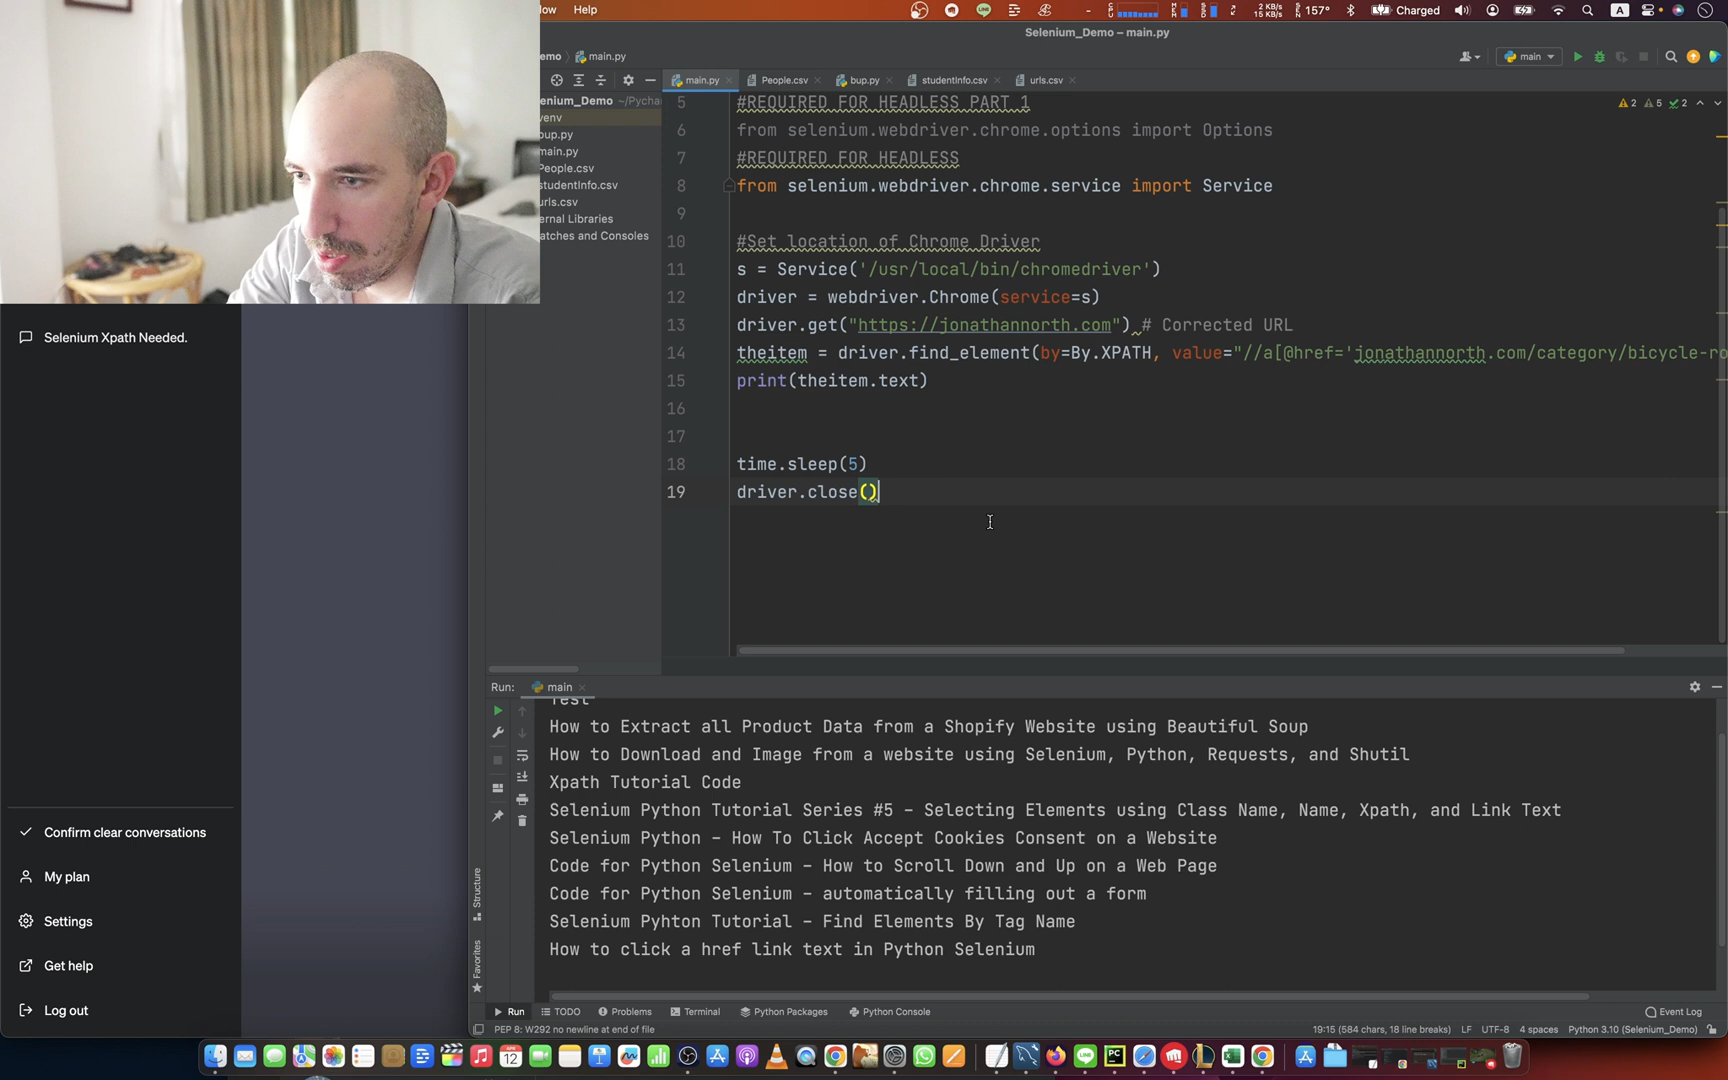 low Help
2 KB/s
15 KB/s
157° Charged
A
Selenium_Demo – main.py
emo main.py
main
main.py People.csv bup.py studentInfo.csv urls.csv
enium_Demo ~/Pycha
venv
bup.py
main.py
People.csv
studentInfo.csv
urls.csv
ernal Libraries
atches and Consoles
2 5 2
5 #REQUIRED FOR HEADLESS PART 1
6 from selenium.webdriver.chrome.options import Options
7 #REQUIRED FOR HEADLESS
8 from selenium.webdriver.chrome.service import Service
9
10 #Set location of Chrome Driver
11 s = Service('/usr/local/bin/chromedriver')
12 driver = webdriver.Chrome(service=s)
13 driver.get("https://jonathannorth.com") # Corrected URL
14 theitem = driver.find_element(by=By.XPATH, value="//a[@href='jonathannorth.com/category/bicycle-ro
15 print(theitem.text)
16
17
18 time.sleep(5)
19 driver.close()
Selenium Xpath Needed.
Confirm clear conversations
My plan
Settings
Get help
Log out
Run: main
Test
How to Extract all Product Data from a Shopify Website using Beautiful Soup
How to Download and Image from a website using Selenium, Python, Requests, and Shutil
Xpath Tutorial Code
Selenium Python Tutorial Series #5 – Selecting Elements using Class Name, Name, Xpath, and Link Text
Selenium Python – How To Click Accept Cookies Consent on a Website
Code for Python Selenium – How to Scroll Down and Up on a Web Page
Code for Python Selenium – automatically filling out a form
Selenium Pyhton Tutorial – Find Elements By Tag Name
How to click a href link text in Python Selenium
Structure
Favorites
Run TODO Problems Terminal Python Packages Python Console Event Log
PEP 8: W292 no newline at end of file 19:15 (584 chars, 18 line breaks) LF UTF-8 4 spaces Python 3.10 (Selenium_Demo)
APR
12
PC